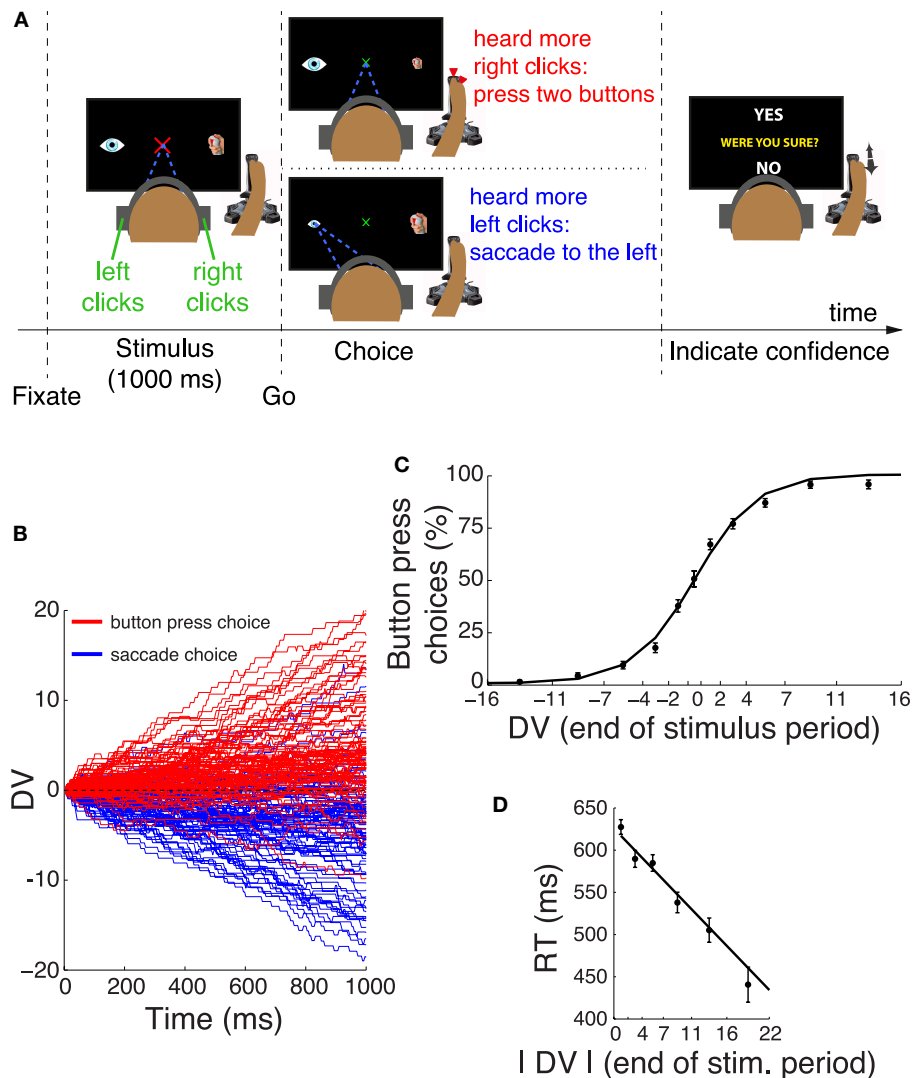 A
heard more
right clicks:
press two buttons
heard more
left clicks:
saccade to the left
left
clicks
right
clicks
YES
WERE YOU SURE?
NO
time
Stimulus
(1000 ms)
Choice
Indicate confidence
Fixate
Go
B
20
10
0
-10
-20
DV
button press choice
saccade choice
0 200 400 600 800 1000
Time (ms)
C
100
75
50
25
0
Button press
choices (%)
−16 −11 −7 −4 −2 0 2 4 7 11 16
DV (end of stimulus period)
D
650
600
550
500
450
400
RT (ms)
0 4 7 11 16 22
I DV I (end of stim. period)